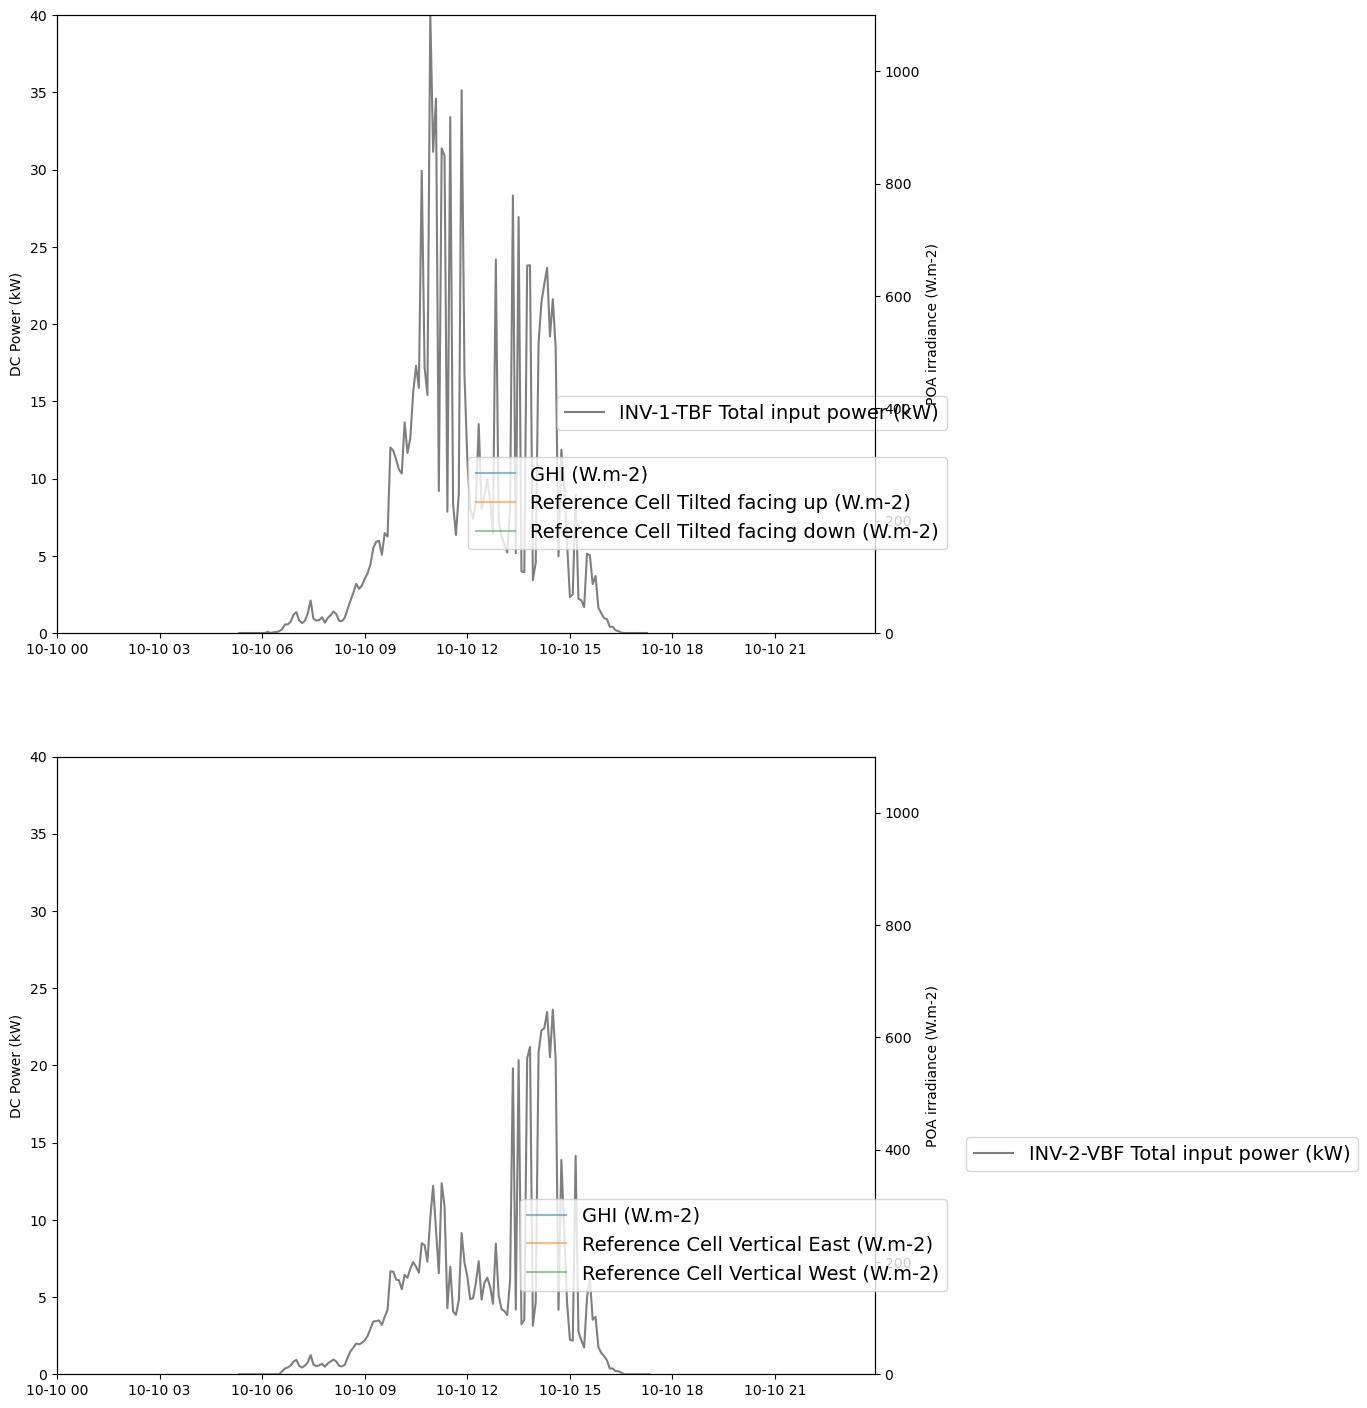 40
35
30
25
20
15
10
5
0
DC Power (kW)
1000
800
600
400
200
0
POA irradiance (W.m-2)
INV-1-TBF Total input power (kW)
GHI (W.m-2)
Reference Cell Tilted facing up (W.m-2)
Reference Cell Tilted facing down (W.m-2)
10-10 00 10-10 03 10-10 06 10-10 09 10-10 12 10-10 15 10-10 18 10-10 21
40
35
30
25
20
15
10
5
0
DC Power (kW)
1000
800
600
400
200
0
POA irradiance (W.m-2)
INV-2-VBF Total input power (kW)
GHI (W.m-2)
Reference Cell Vertical East (W.m-2)
Reference Cell Vertical West (W.m-2)
10-10 00 10-10 03 10-10 06 10-10 09 10-10 12 10-10 15 10-10 18 10-10 21